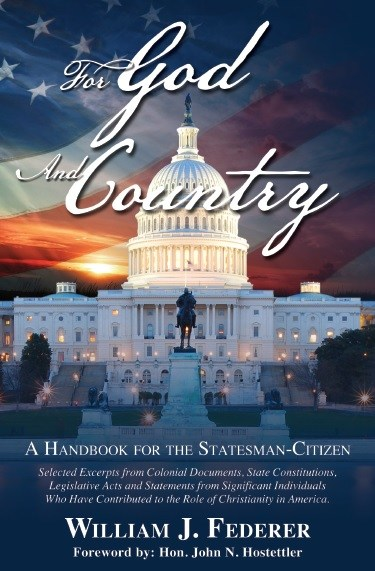 For God
And Country
A Handbook for the Statesman-Citizen
Selected Excerpts from Colonial Documents, State Constitutions,
Legislative Acts and Statements from Significant Individuals
Who Have Contributed to the Role of Christianity in America.
William J. Federer
Foreword by: Hon. John N. Hostettler